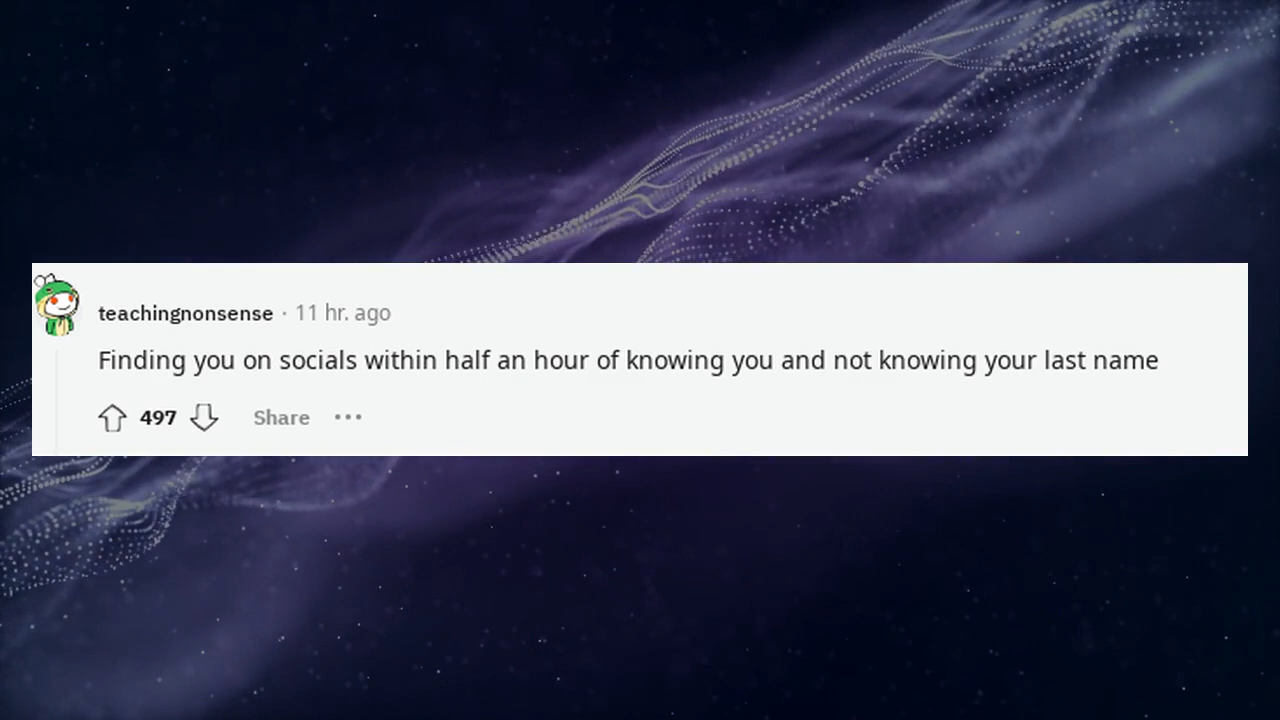 teachingnonsense · 11 hr. ago
Finding you on socials within half an hour of knowing you and not knowing your last name
497 Share •••